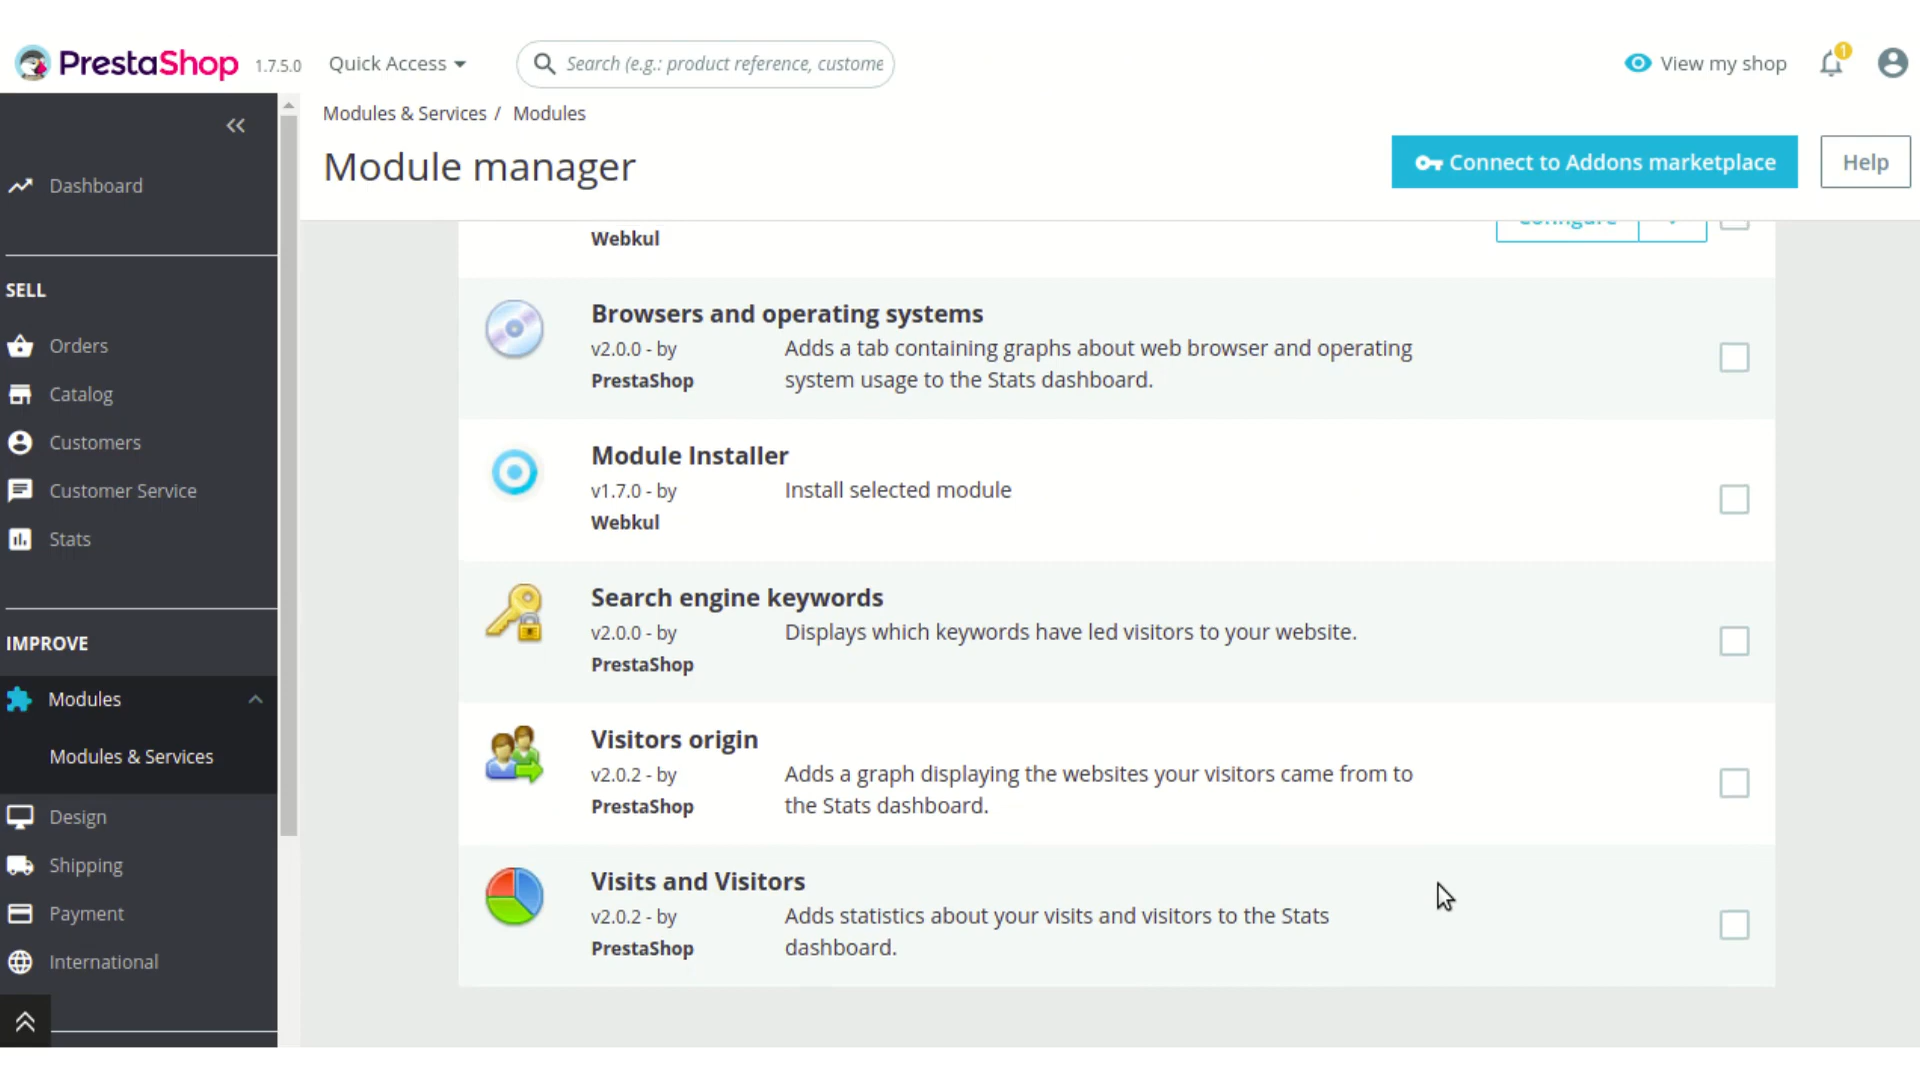 PrestaShop 1.7.5.0 Quick Access Search (e.g.: product reference, custome View my shop 1
Modules & Services / Modules
Module manager
Connect to Addons marketplace
Help
Dashboard
SELL
Orders
Catalog
Customers
Customer Service
Stats
IMPROVE
Modules
Modules & Services
Design
Shipping
Payment
International
Configure
Webkul
Browsers and operating systems
v2.0.0 - by
PrestaShop
Adds a tab containing graphs about web browser and operating
system usage to the Stats dashboard.
Module Installer
v1.7.0 - by
Webkul
Install selected module
Search engine keywords
v2.0.0 - by
PrestaShop
Displays which keywords have led visitors to your website.
Visitors origin
v2.0.2 - by
PrestaShop
Adds a graph displaying the websites your visitors came from to
the Stats dashboard.
Visits and Visitors
v2.0.2 - by
PrestaShop
Adds statistics about your visits and visitors to the Stats
dashboard.